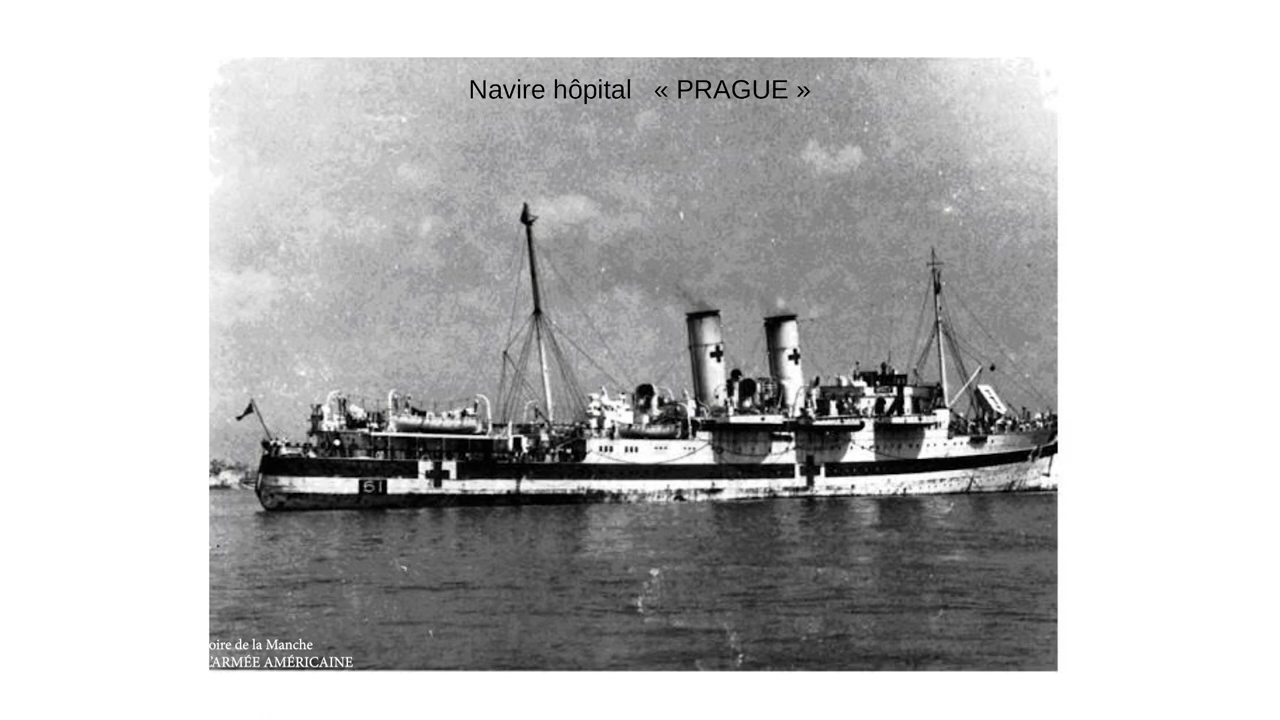 Navire hôpital « PRAGUE »
61
oire de la Manche
'ARMÉE AMÉRICAINE